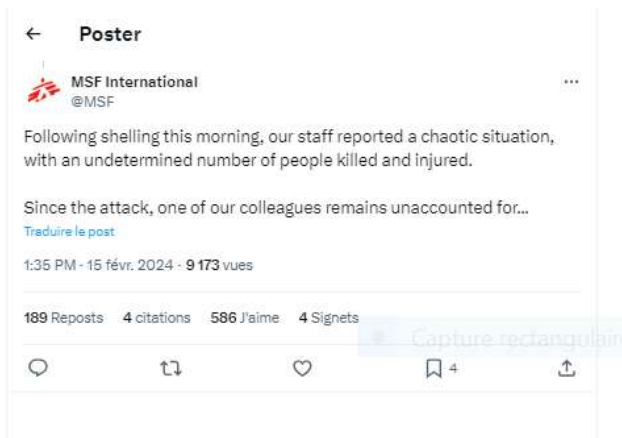 Poster
MSF International
@MSF
Following shelling this morning, our staff reported a chaotic situation,
with an undetermined number of people killed and injured.
Since the attack, one of our colleagues remains unaccounted for...
Traduire le post
1:35 PM · 15 févr. 2024 · 9 173 vues
189 Reposts 4 citations 586 J'aime 4 Signets
Capture rectangulaire
4